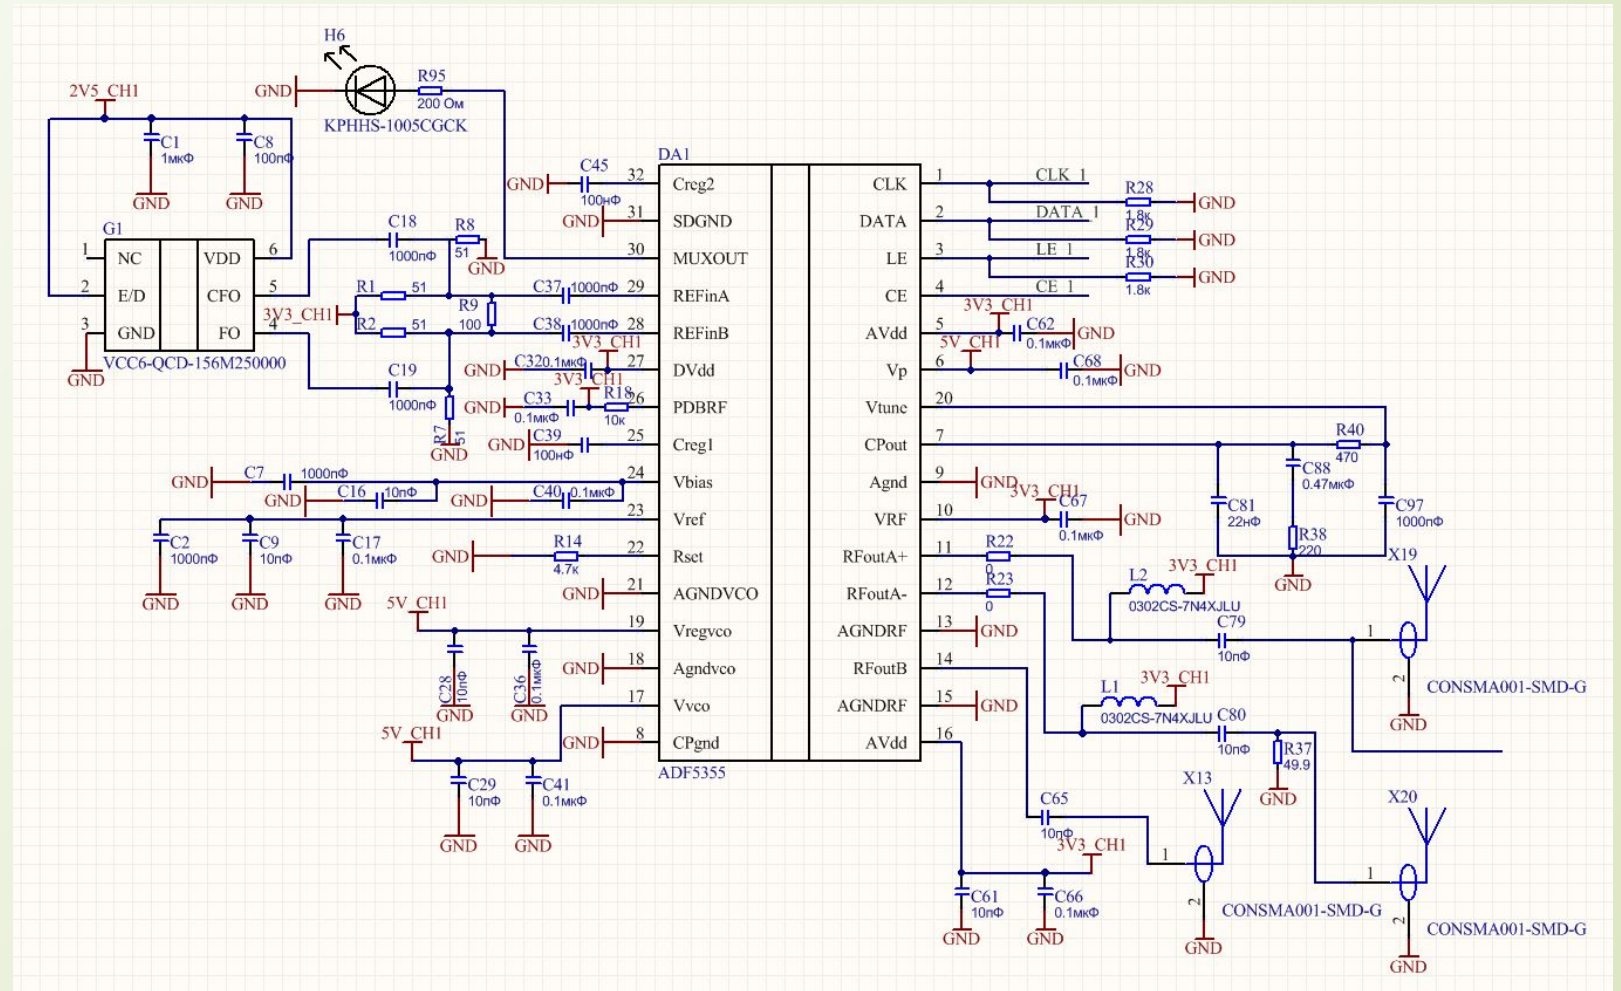 H6
GND
R95
200 Ом
KPHHS-1005CGCK
2V5_CH1
C1
1мкФ
C8
100пФ
GND
GND
G1
1
NC
VDD
6
2
E/D
CFO
5
3
GND
FO
4
VCC6-QCD-156M250000
GND
C18
1000пФ
R8
51
GND
R1
51
3V3_CH1
R2
51
R9
100
C19
1000пФ
R7
51
GND
C37
1000пФ
C38
1000пФ
3V3_CH1
GND
C32
0.1мкФ
3V3_CH1
GND
C33
0.1мкФ
R18
10к
GND
C39
100нФ
GND
C45
100нФ
GND
GND
C7
1000пФ
GND
C16
10пФ
GND
C40
0.1мкФ
C2
1000пФ
C9
10пФ
C17
0.1мкФ
GND
GND
GND
GND
R14
4.7к
GND
5V_CH1
C28
10пФ
C36
0.1мкФ
GND
GND
GND
5V_CH1
GND
C29
10пФ
C41
0.1мкФ
GND
GND
DA1
32
Creg2
CLK
1
31
SDGND
DATA
2
30
MUXOUT
LE
3
29
REFinA
CE
4
28
REFinB
AVdd
5
27
DVdd
Vp
6
26
PDBRF
Vtune
20
25
Creg1
CPout
7
24
Vbias
Agnd
9
23
Vref
VRF
10
22
Rset
RFoutA+
11
21
AGNDVCO
RFoutA-
12
19
Vregvco
AGNDRF
13
18
Agndvco
RFoutB
14
17
Vvco
AGNDRF
15
8
CPgnd
AVdd
16
ADF5355
CLK_1
R28
1.8к
GND
DATA_1
R29
1.8к
GND
LE_1
R30
1.8к
GND
CE_1
3V3_CH1
C62
0.1мкФ
GND
5V_CH1
C68
0.1мкФ
GND
R40
470
C88
0.47мкФ
C81
22нФ
R38
220
C97
1000пФ
GND
GND
3V3_CH1
C67
0.1мкФ
GND
R22
0
R23
0
L2
3V3_CH1
0302CS-7N4XJLU
C79
10пФ
X19
1
2
CONSMA001-SMD-G
GND
GND
L1
3V3_CH1
0302CS-7N4XJLU
C80
10пФ
GND
R37
49.9
GND
C65
10пФ
3V3_CH1
C61
10пФ
C66
0.1мкФ
GND
GND
X13
1
2
CONSMA001-SMD-G
GND
X20
1
2
CONSMA001-SMD-G
GND